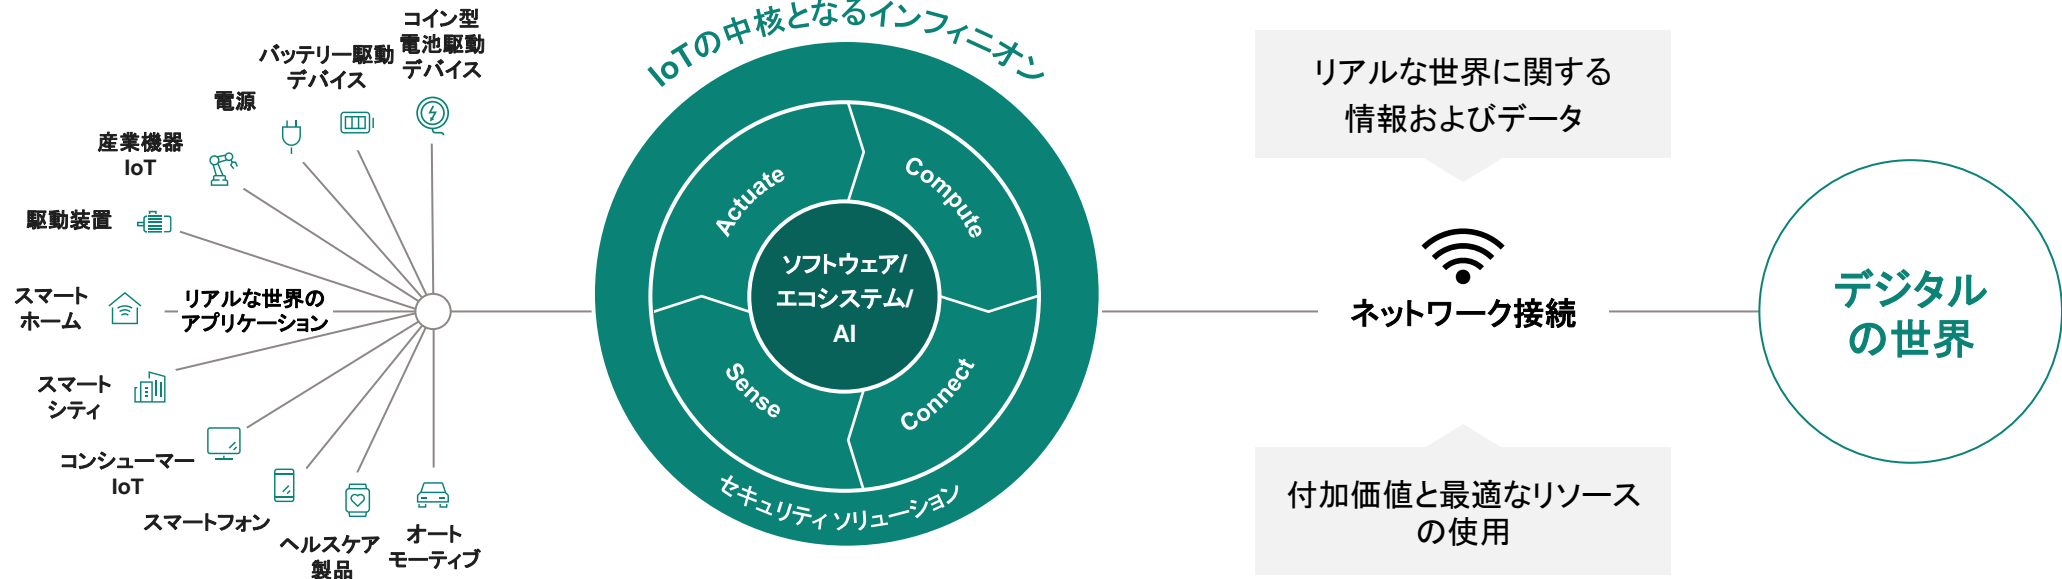 コイン型
電池駆動
デバイス
バッテリー駆動
デバイス
電源
産業機器
IoT
駆動装置
スマート
ホーム
リアルな世界の
アプリケーション
スマート
シティ
コンシューマー
IoT
スマートフォン
ヘルスケア
製品
オート
モーティブ
IoTの中核となるインフィニオン
Actuate
Compute
ソフトウェア/
エコシステム/
AI
Sense
Connect
セキュリティ ソリューション
リアルな世界に関する
情報およびデータ
ネットワーク接続
付加価値と最適なリソース
の使用
デジタル
の世界